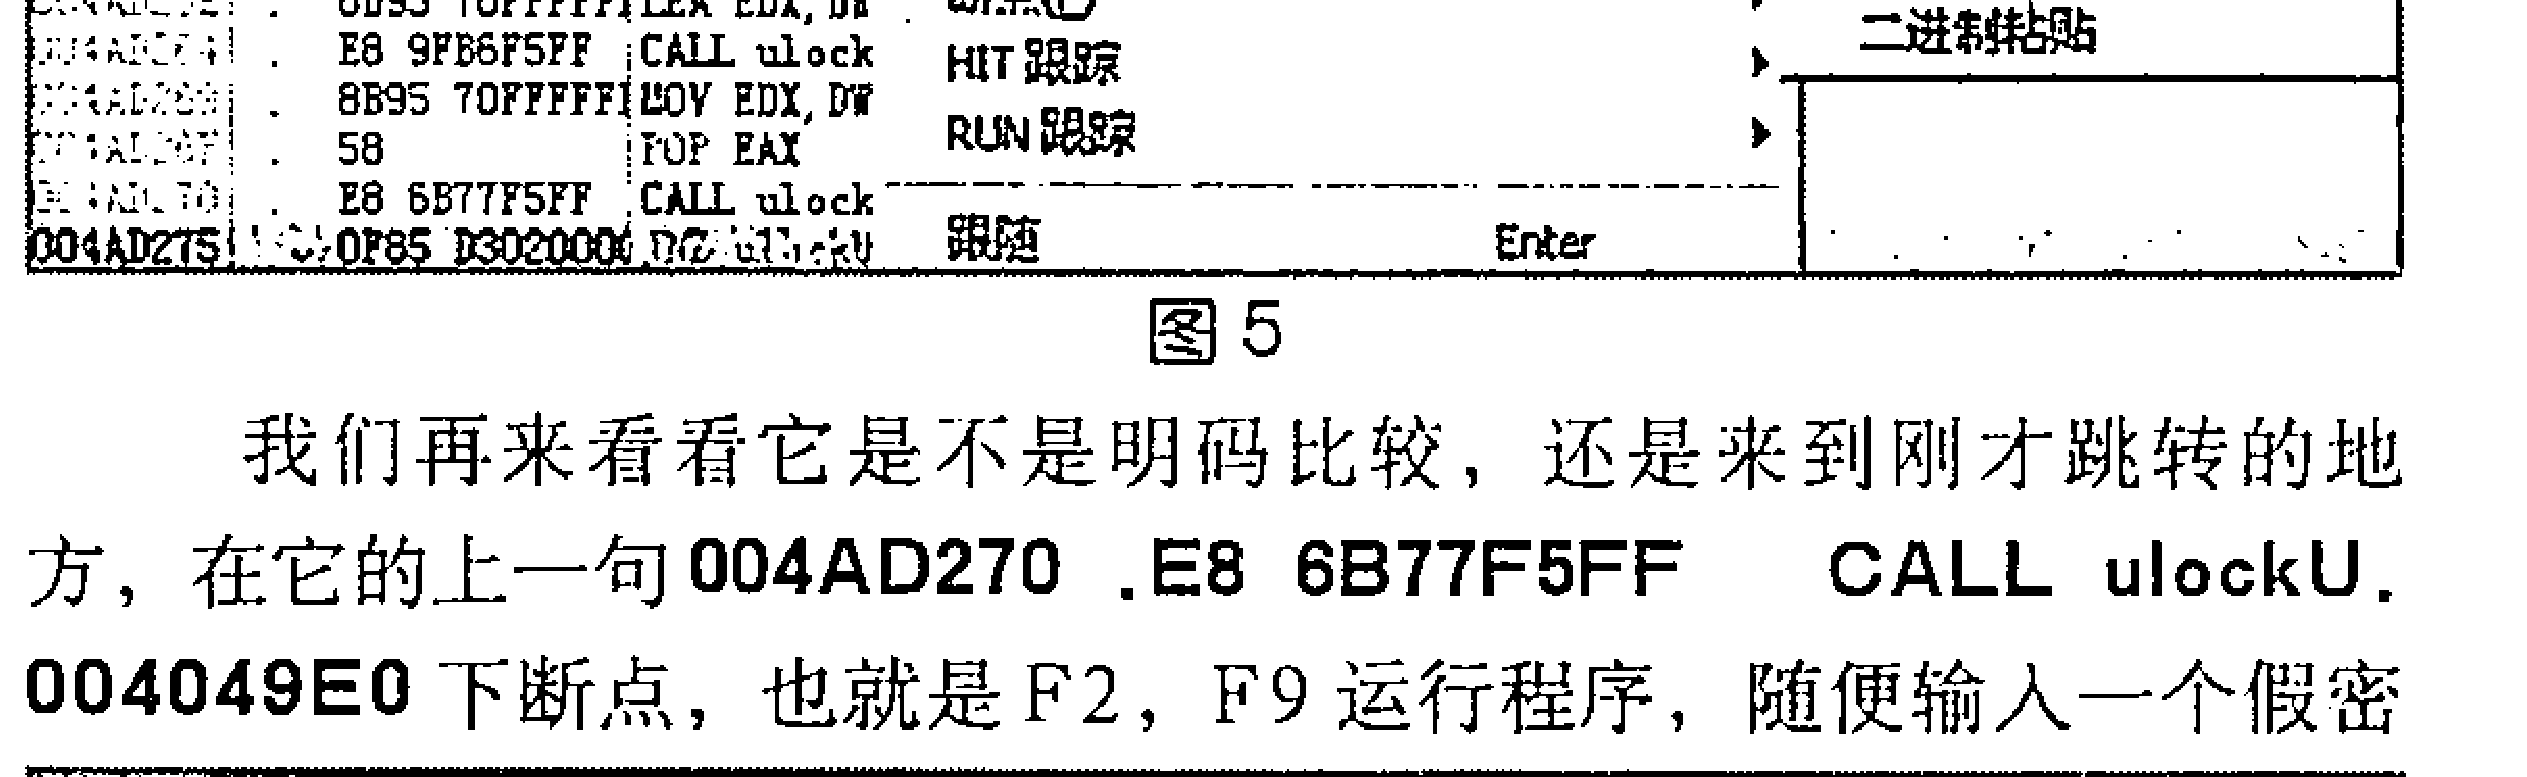 E8 9FB6F5FF CALL ulock
HIT 跟踪
二进制粘贴
8B95 70FFFFFF MOV EDX, DW
58 POP EAX
RUN 跟踪
E8 6B77F5FF CALL ulock
004AD275 0F85 D3020000
跟随 Enter
图 5
我们再来看看它是不是明码比较，还是来到刚才跳转的地
方，在它的上一句 004AD270 .E8 6B77F5FF CALL ulockU.
004049E0 下断点，也就是 F2，F9 运行程序，随便输入一个假密